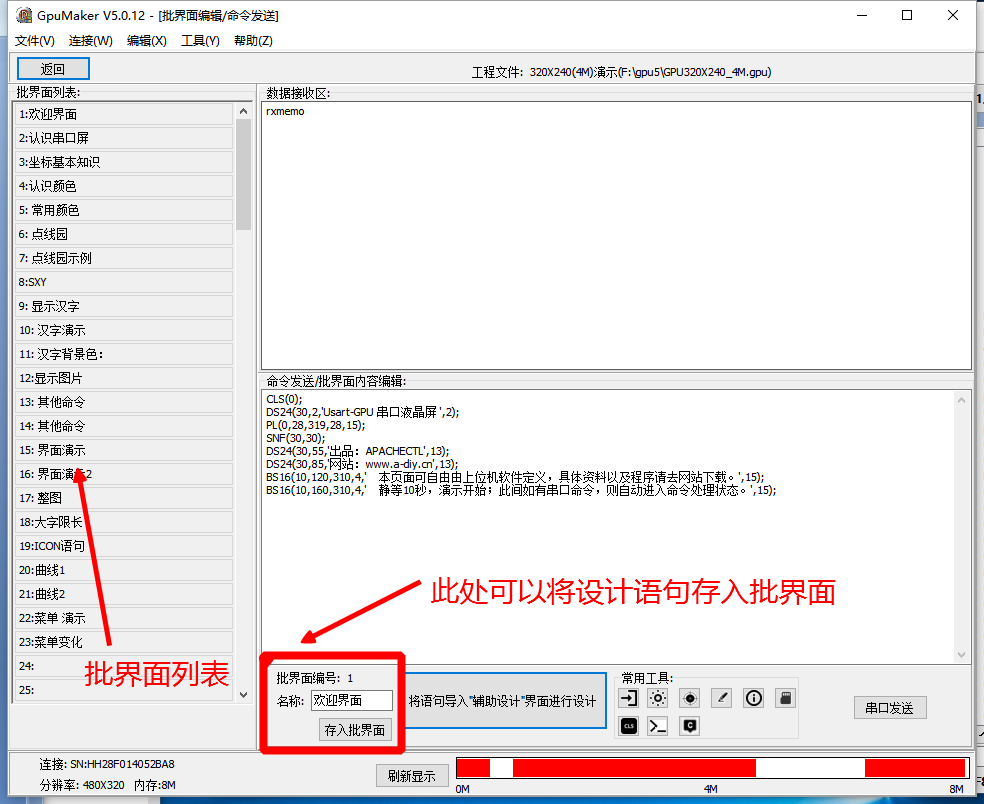 GpuMaker V5.0.12 - [批界面编辑/命令发送]
文件(V) 连接(W) 编辑(X) 工具(Y) 帮助(Z)
返回
工程文件: 320X240(4M)演示(F:\gpu5\GPU320X240_4M.gpu)
批界面列表:
1:欢迎界面
2:认识串口屏
3:坐标基本知识
4:认识颜色
5: 常用颜色
6: 点线园
7: 点线园示例
8:SXY
9: 显示汉字
10: 汉字演示
11: 汉字背景色:
12:显示图片
13: 其他命令
14: 其他命令
15: 界面演示
16: 界面演示2
17: 整图
18:大字限长
19:ICON语句
20:曲线1
21:曲线2
22:菜单 演示
23:菜单变化
24:
25:
批界面列表
数据接收区:
rxmemo
命令发送/批界面内容编辑:
CLS(0);
DS24(30,2,'Usart-GPU 串口液晶屏 ',2);
PL(0,28,319,28,15);
SNF(30,30);
DS24(30,55,'出品：APACHECTL',13);
DS24(30,85,'网站：www.a-diy.cn',13);
BS16(10,120,310,4,' 本页面可自由由上位机软件定义，具体资料以及程序请去网站下载。',15);
BS16(10,160,310,4,' 静等10秒，演示开始；此间如有串口命令，则自动进入命令处理状态。',15);
此处可以将设计语句存入批界面
批界面编号: 1
名称: 欢迎界面
存入批界面
将语句导入"辅助设计"界面进行设计
常用工具:
CLS
C
串口发送
连接: SN:HH28F014052BA8
分辨率: 480X320 内存:8M
刷新显示
0M 4M 8M